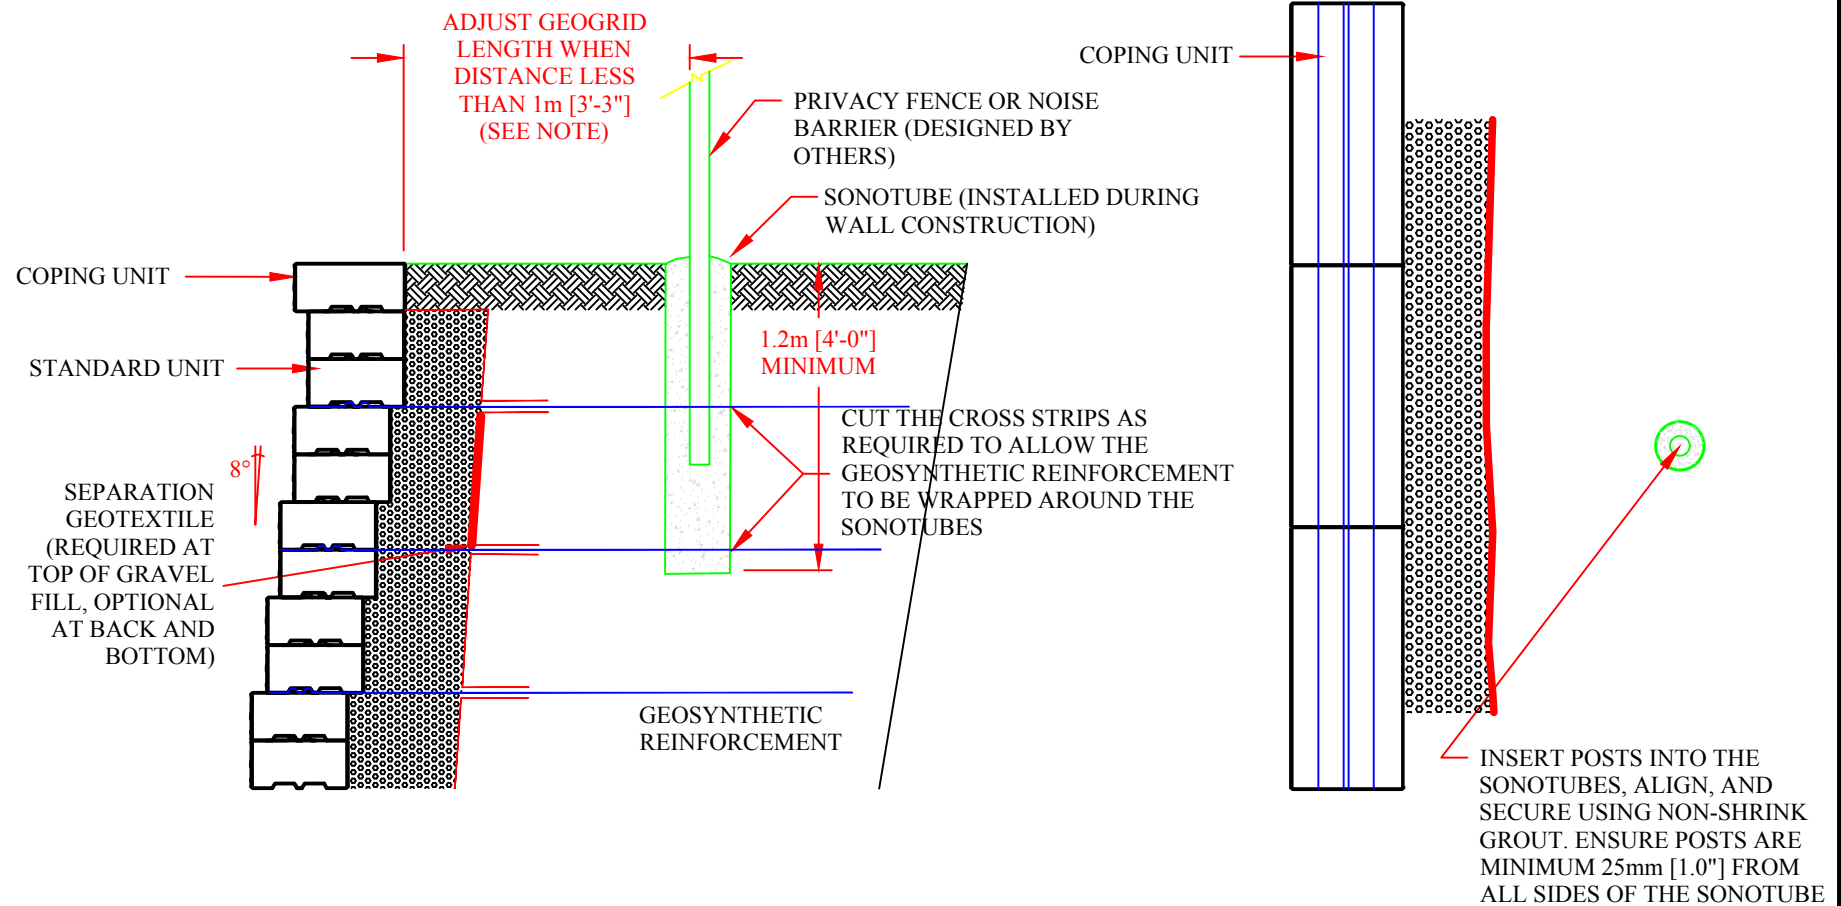 ADJUST GEOGRID
LENGTH WHEN
DISTANCE LESS
THAN 1m [3'-3"]
(SEE NOTE)
COPING UNIT
PRIVACY FENCE OR NOISE
BARRIER (DESIGNED BY
OTHERS)
SONOTUBE (INSTALLED DURING
WALL CONSTRUCTION)
COPING UNIT
STANDARD UNIT
1.2m [4'-0"]
MINIMUM
CUT THE CROSS STRIPS AS
REQUIRED TO ALLOW THE
GEOSYNTHETIC REINFORCEMENT
TO BE WRAPPED AROUND THE
SONOTUBES
8°
SEPARATION
GEOTEXTILE
(REQUIRED AT
TOP OF GRAVEL
FILL, OPTIONAL
AT BACK AND
BOTTOM)
GEOSYNTHETIC
REINFORCEMENT
INSERT POSTS INTO THE
SONOTUBES, ALIGN, AND
SECURE USING NON-SHRINK
GROUT. ENSURE POSTS ARE
MINIMUM 25mm [1.0"] FROM
ALL SIDES OF THE SONOTUBE